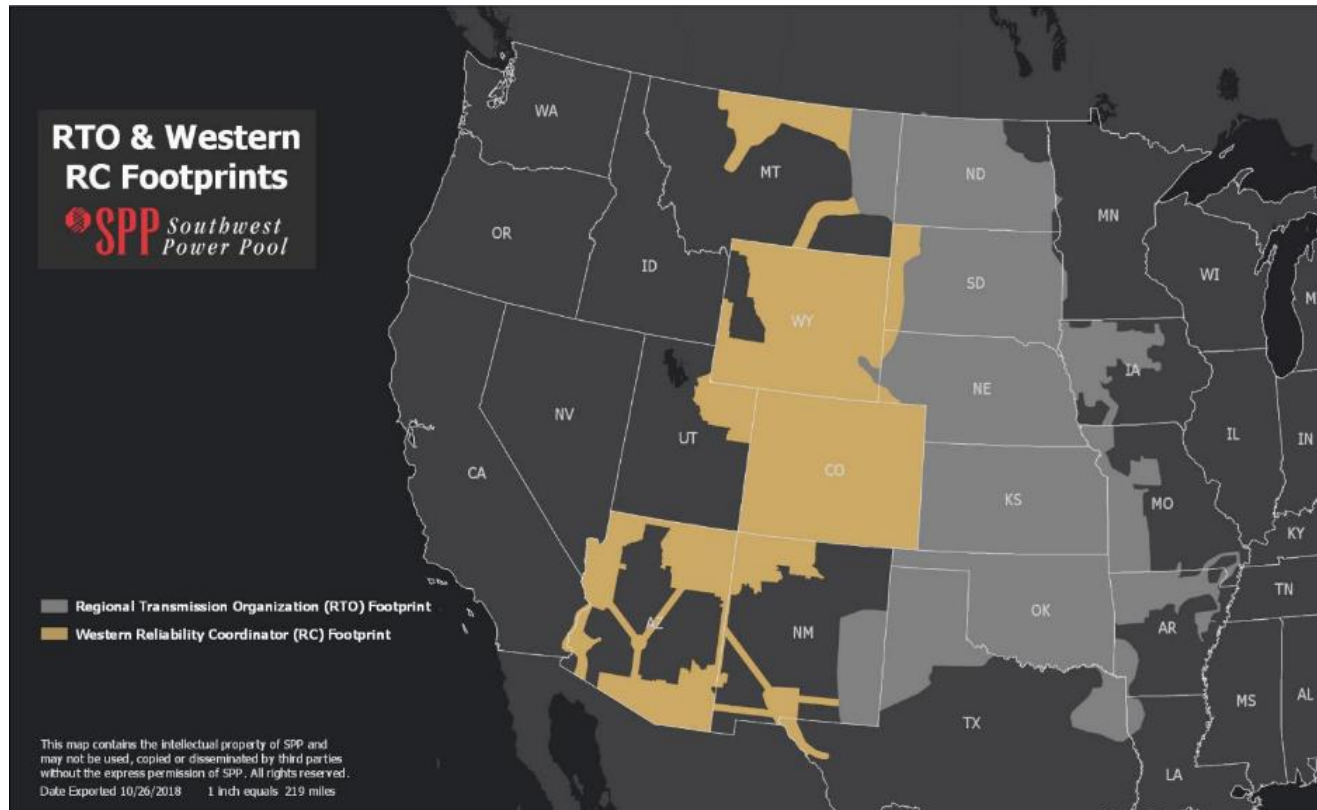 RTO & Western
RC Footprints
SPP Southwest
Power Pool
WA
MT
ND
MN
OR
ID
SD
WI
M
WY
IA
NE
NV
UT
IL
IN
CA
CO
KS
MO
KY
OK
TN
AZ
NM
AR
MS
AL
TX
LA
Regional Transmission Organization (RTO) Footprint
Western Reliability Coordinator (RC) Footprint
This map contains the intellectual property of SPP and
may not be used, copied or disseminated by third parties
without the express permission of SPP. All rights reserved.
Date Exported 10/26/2018 1 inch equals 219 miles